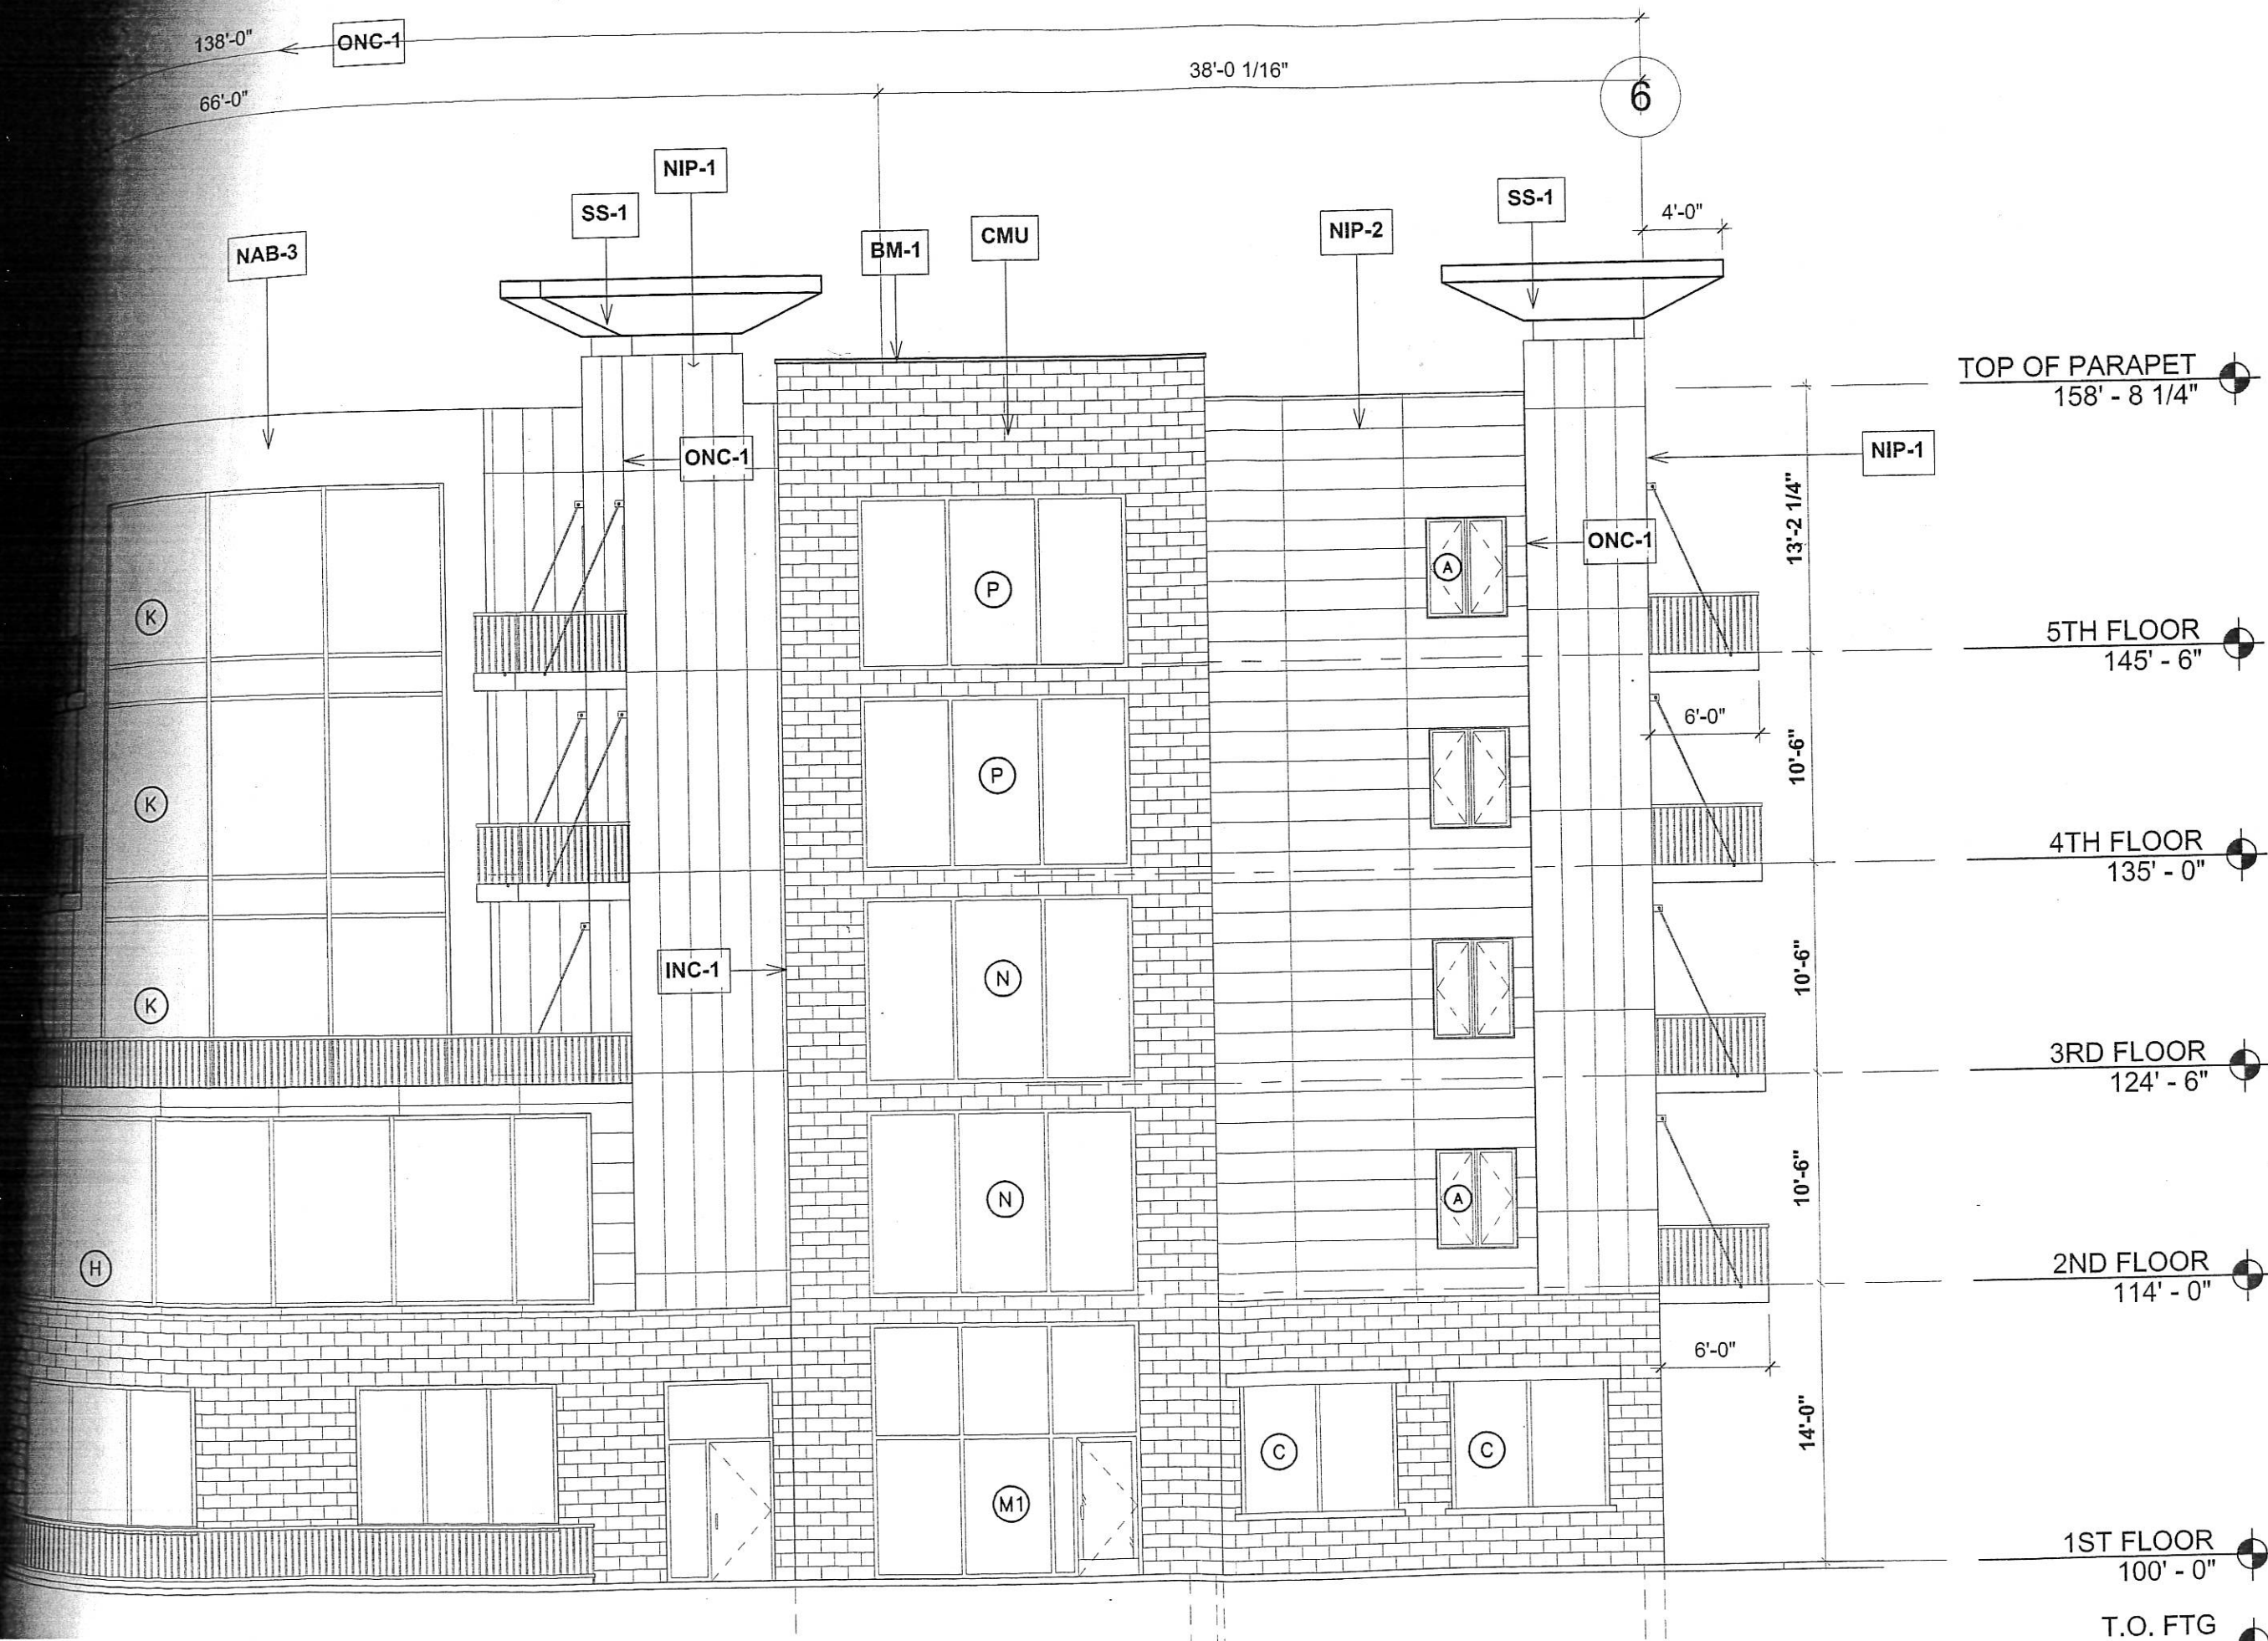 138'-0"
ONC-1
38'-0 1/16"
66'-0"
6
NIP-1
SS-1
SS-1
4'-0"
NAB-3
BM-1
CMU
NIP-2
TOP OF PARAPET
158' - 8 1/4"
ONC-1
NIP-1
13'-2 1/4"
ONC-1
A
P
K
5TH FLOOR
145' - 6"
6'-0"
10'-6"
P
K
4TH FLOOR
135' - 0"
INC-1
N
K
10'-6"
3RD FLOOR
124' - 6"
10'-6"
N
A
H
2ND FLOOR
114' - 0"
6'-0"
14'-0"
C
C
M1
1ST FLOOR
100' - 0"
T.O. FTG